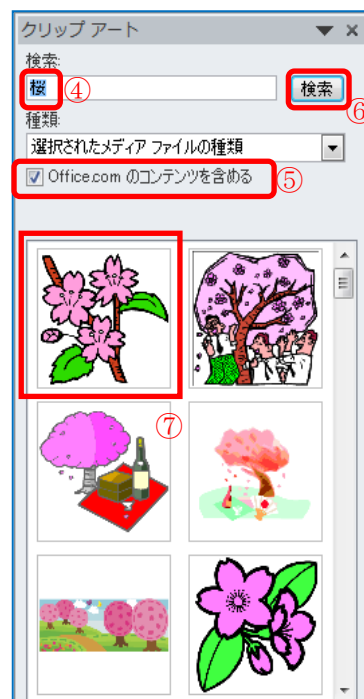 クリップ アート
検索:
桜 ④ 検索 ⑥
種類:
選択されたメディア ファイルの種類
Office.com のコンテンツを含める ⑤
⑦